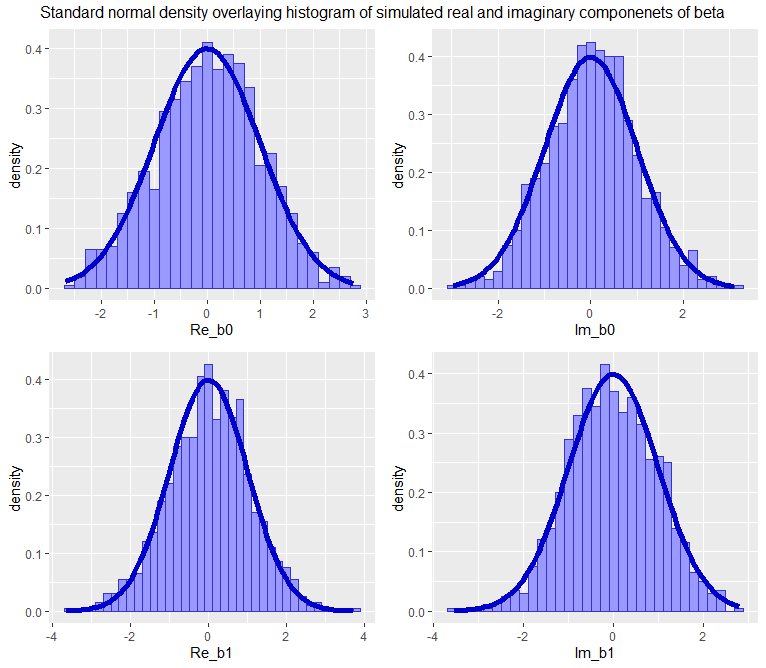 Standard normal density overlaying histogram of simulated real and imaginary componenets of beta
0.4
0.3
0.2
0.1
0.0
density
-2 -1 0 1 2 3
Re_b0
0.4
0.3
0.2
0.1
0.0
density
-2 0 2
Im_b0
0.4
0.3
0.2
0.1
0.0
density
-4 -2 0 2 4
Re_b1
0.4
0.3
0.2
0.1
0.0
density
-4 -2 0 2
Im_b1